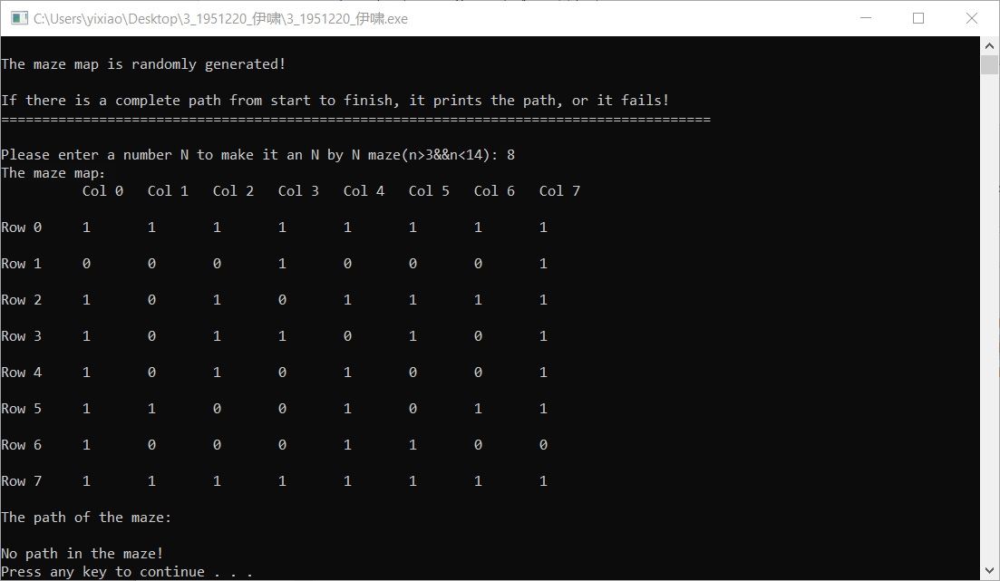 C:\Users\yixiao\Desktop\3_1951220_伊啸\3_1951220_伊啸.exe
The maze map is randomly generated!
If there is a complete path from start to finish, it prints the path, or it fails!
=======================================================================================
Please enter a number N to make it an N by N maze(n>3&&n<14): 8
The maze map:
Col 0 Col 1 Col 2 Col 3 Col 4 Col 5 Col 6 Col 7
Row 0 1 1 1 1 1 1 1 1
Row 1 0 0 0 1 0 0 0 1
Row 2 1 0 1 0 1 1 1 1
Row 3 1 0 1 1 0 1 0 1
Row 4 1 0 1 0 1 0 0 1
Row 5 1 1 0 0 1 0 1 1
Row 6 1 0 0 0 1 1 0 0
Row 7 1 1 1 1 1 1 1 1
The path of the maze:
No path in the maze!
Press any key to continue . . .